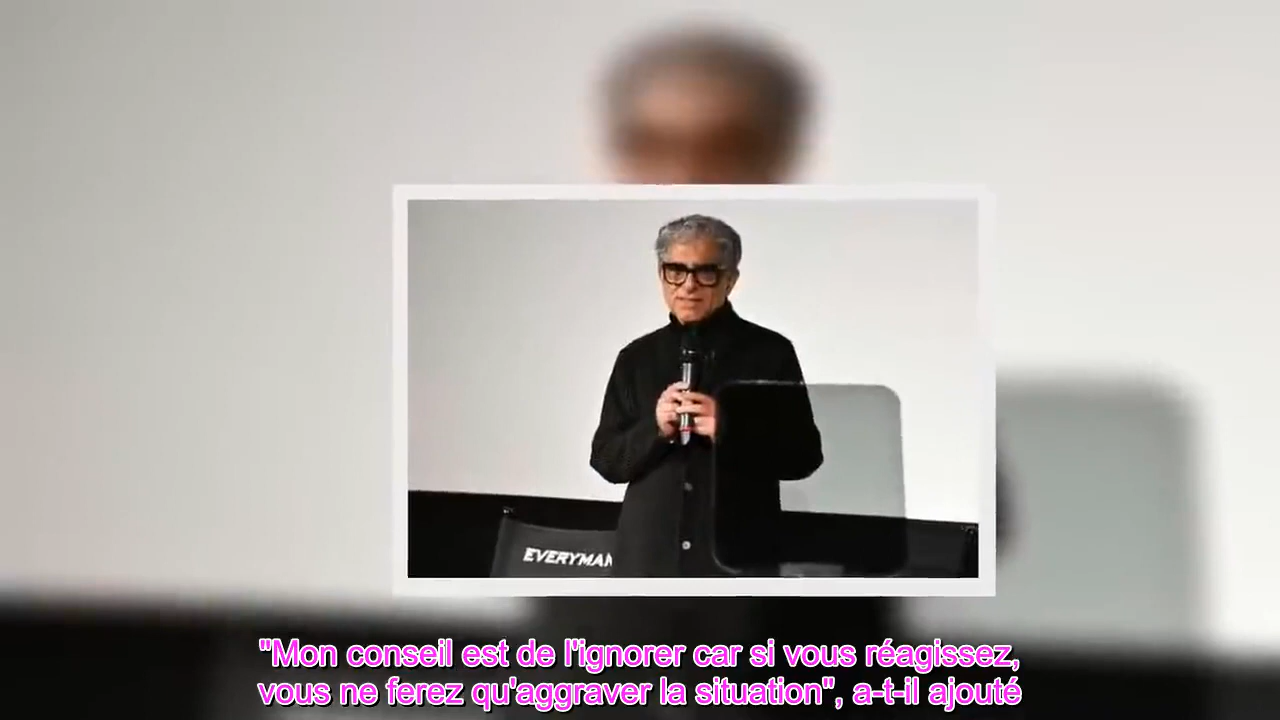 EVERYMAN
"Mon conseil est de l'ignorer car si vous réagissez,
vous ne ferez qu'aggraver la situation", a-t-il ajouté